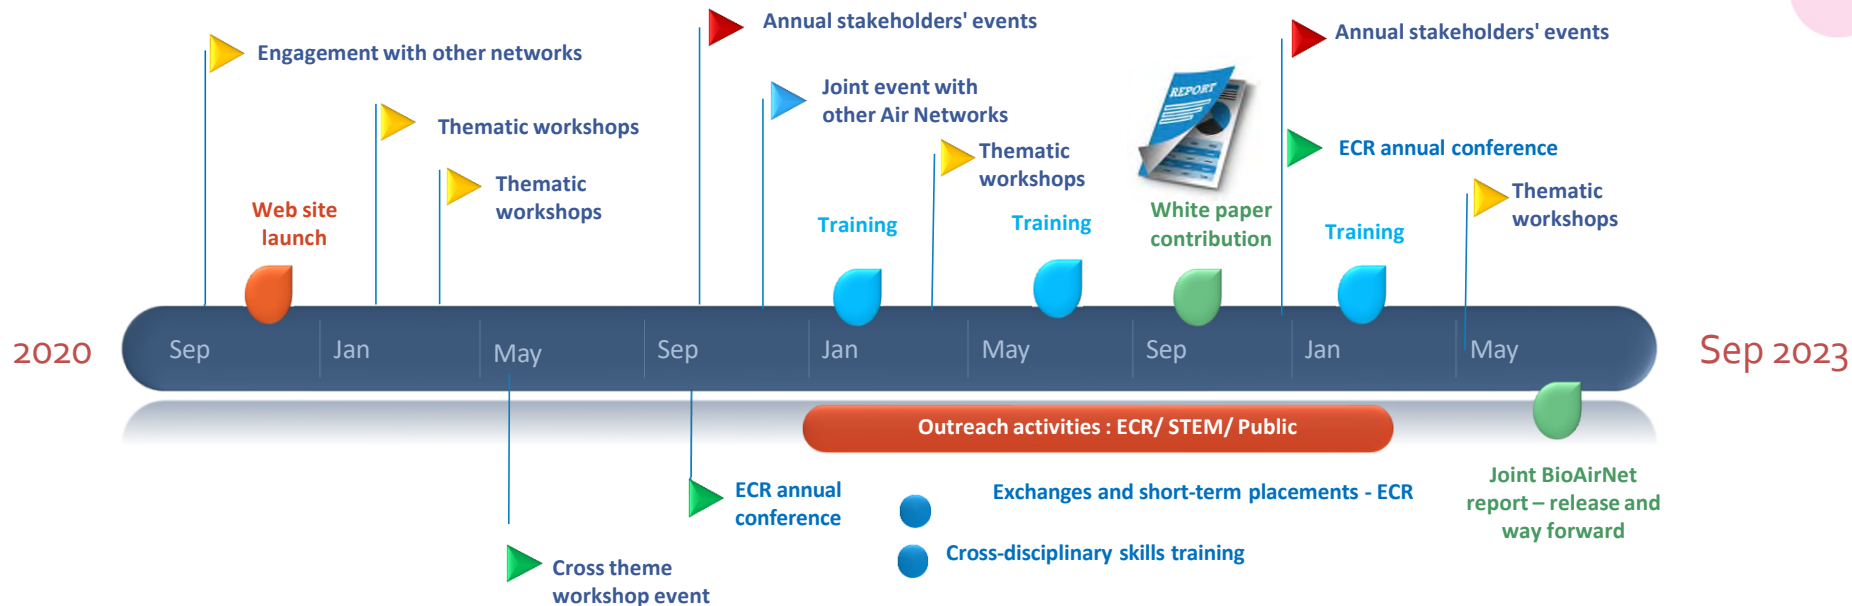 Annual stakeholders' events
Annual stakeholders' events
Engagement with other networks
Joint event with
other Air Networks
REPORT
Thematic workshops
ECR annual conference
Thematic
workshops
Thematic
workshops
Thematic
workshops
Web site
launch
Training
Training
White paper
contribution
Training
2020
Sep
Jan
May
Sep
Jan
May
Sep
Jan
May
Sep 2023
Outreach activities : ECR/ STEM/ Public
ECR annual
conference
Exchanges and short-term placements - ECR
Cross-disciplinary skills training
Joint BioAirNet
report – release and
way forward
Cross theme
workshop event